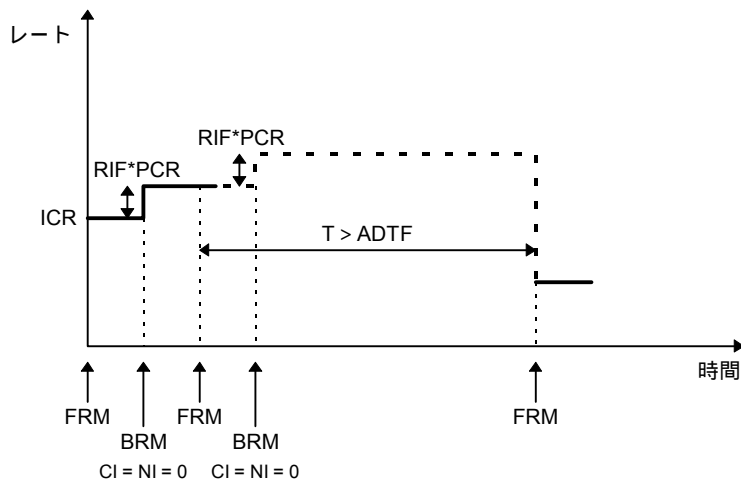 レート
RIF*PCR
RIF*PCR
ICR
T > ADTF
時間
FRM
FRM
FRM
BRM
BRM
CI = NI = 0
CI = NI = 0